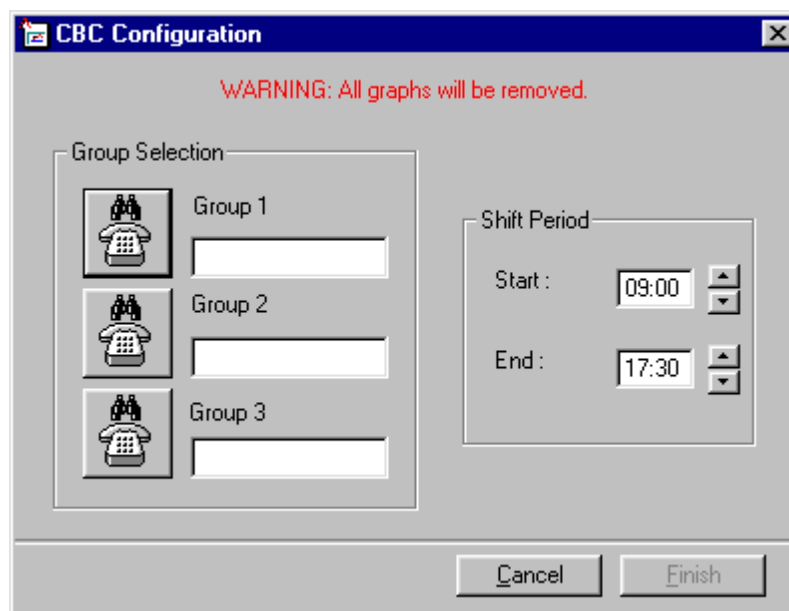 CBC Configuration
WARNING: All graphs will be removed.
Group Selection
Group 1
Group 2
Group 3
Shift Period
Start :
09:00
End :
17:30
Cancel
Finish